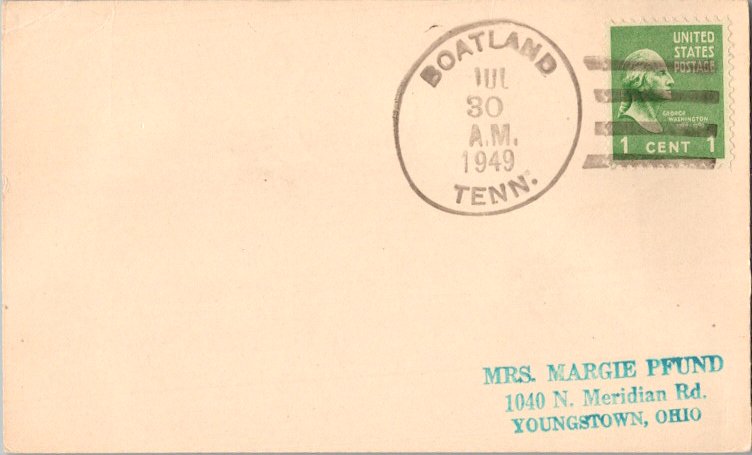 BOATLAND
JUL
30
A.M.
1949
TENN.
UNITED
STATES
POSTAGE
GEORGE
WASHINGTON
1 CENT 1
MRS. MARGIE PFUND
1040 N. Meridian Rd.
YOUNGSTOWN, OHIO